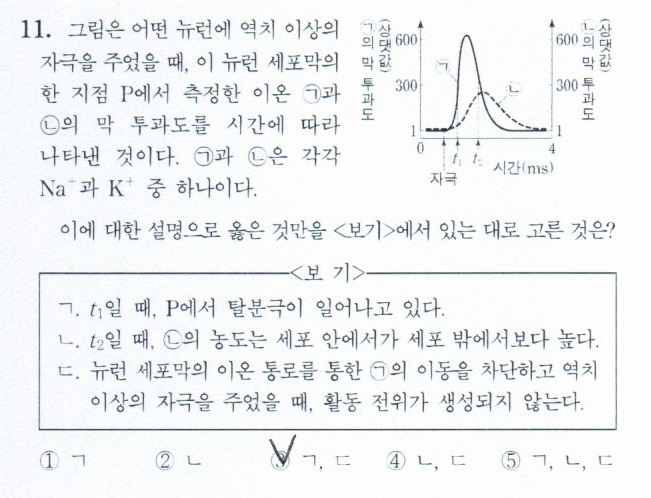 11. 그림은 어떤 뉴런에 역치 이상의
자극을 주었을 때, 이 뉴런 세포막의
한 지점 P에서 측정한 이온 ㉠과
㉡의 막 투과도를 시간에 따라
나타낸 것이다. ㉠과 ㉡은 각각
Na⁺과 K⁺ 중 하나이다.
㉠의 막 투과도 (상댓값)
600
300
1
㉠
㉡
600
300
1
㉡의 막 투과도 (상댓값)
0 t₁ t₂ 4
자극 시간(ms)
이에 대한 설명으로 옳은 것만을 <보기>에서 있는 대로 고른 것은?
<보 기>
ㄱ. t₁일 때, P에서 탈분극이 일어나고 있다.
ㄴ. t₂일 때, ㉡의 농도는 세포 안에서가 세포 밖에서보다 높다.
ㄷ. 뉴런 세포막의 이온 통로를 통한 ㉠의 이동을 차단하고 역치
이상의 자극을 주었을 때, 활동 전위가 생성되지 않는다.
① ㄱ ② ㄴ ③ ㄱ, ㄷ ④ ㄴ, ㄷ ⑤ ㄱ, ㄴ, ㄷ